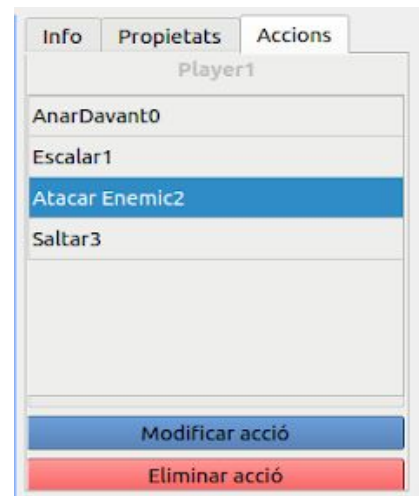 Info Propietats Accions
Player1
AnarDavant0
Escalar1
Atacar Enemic2
Saltar3
Modificar acció
Eliminar acció